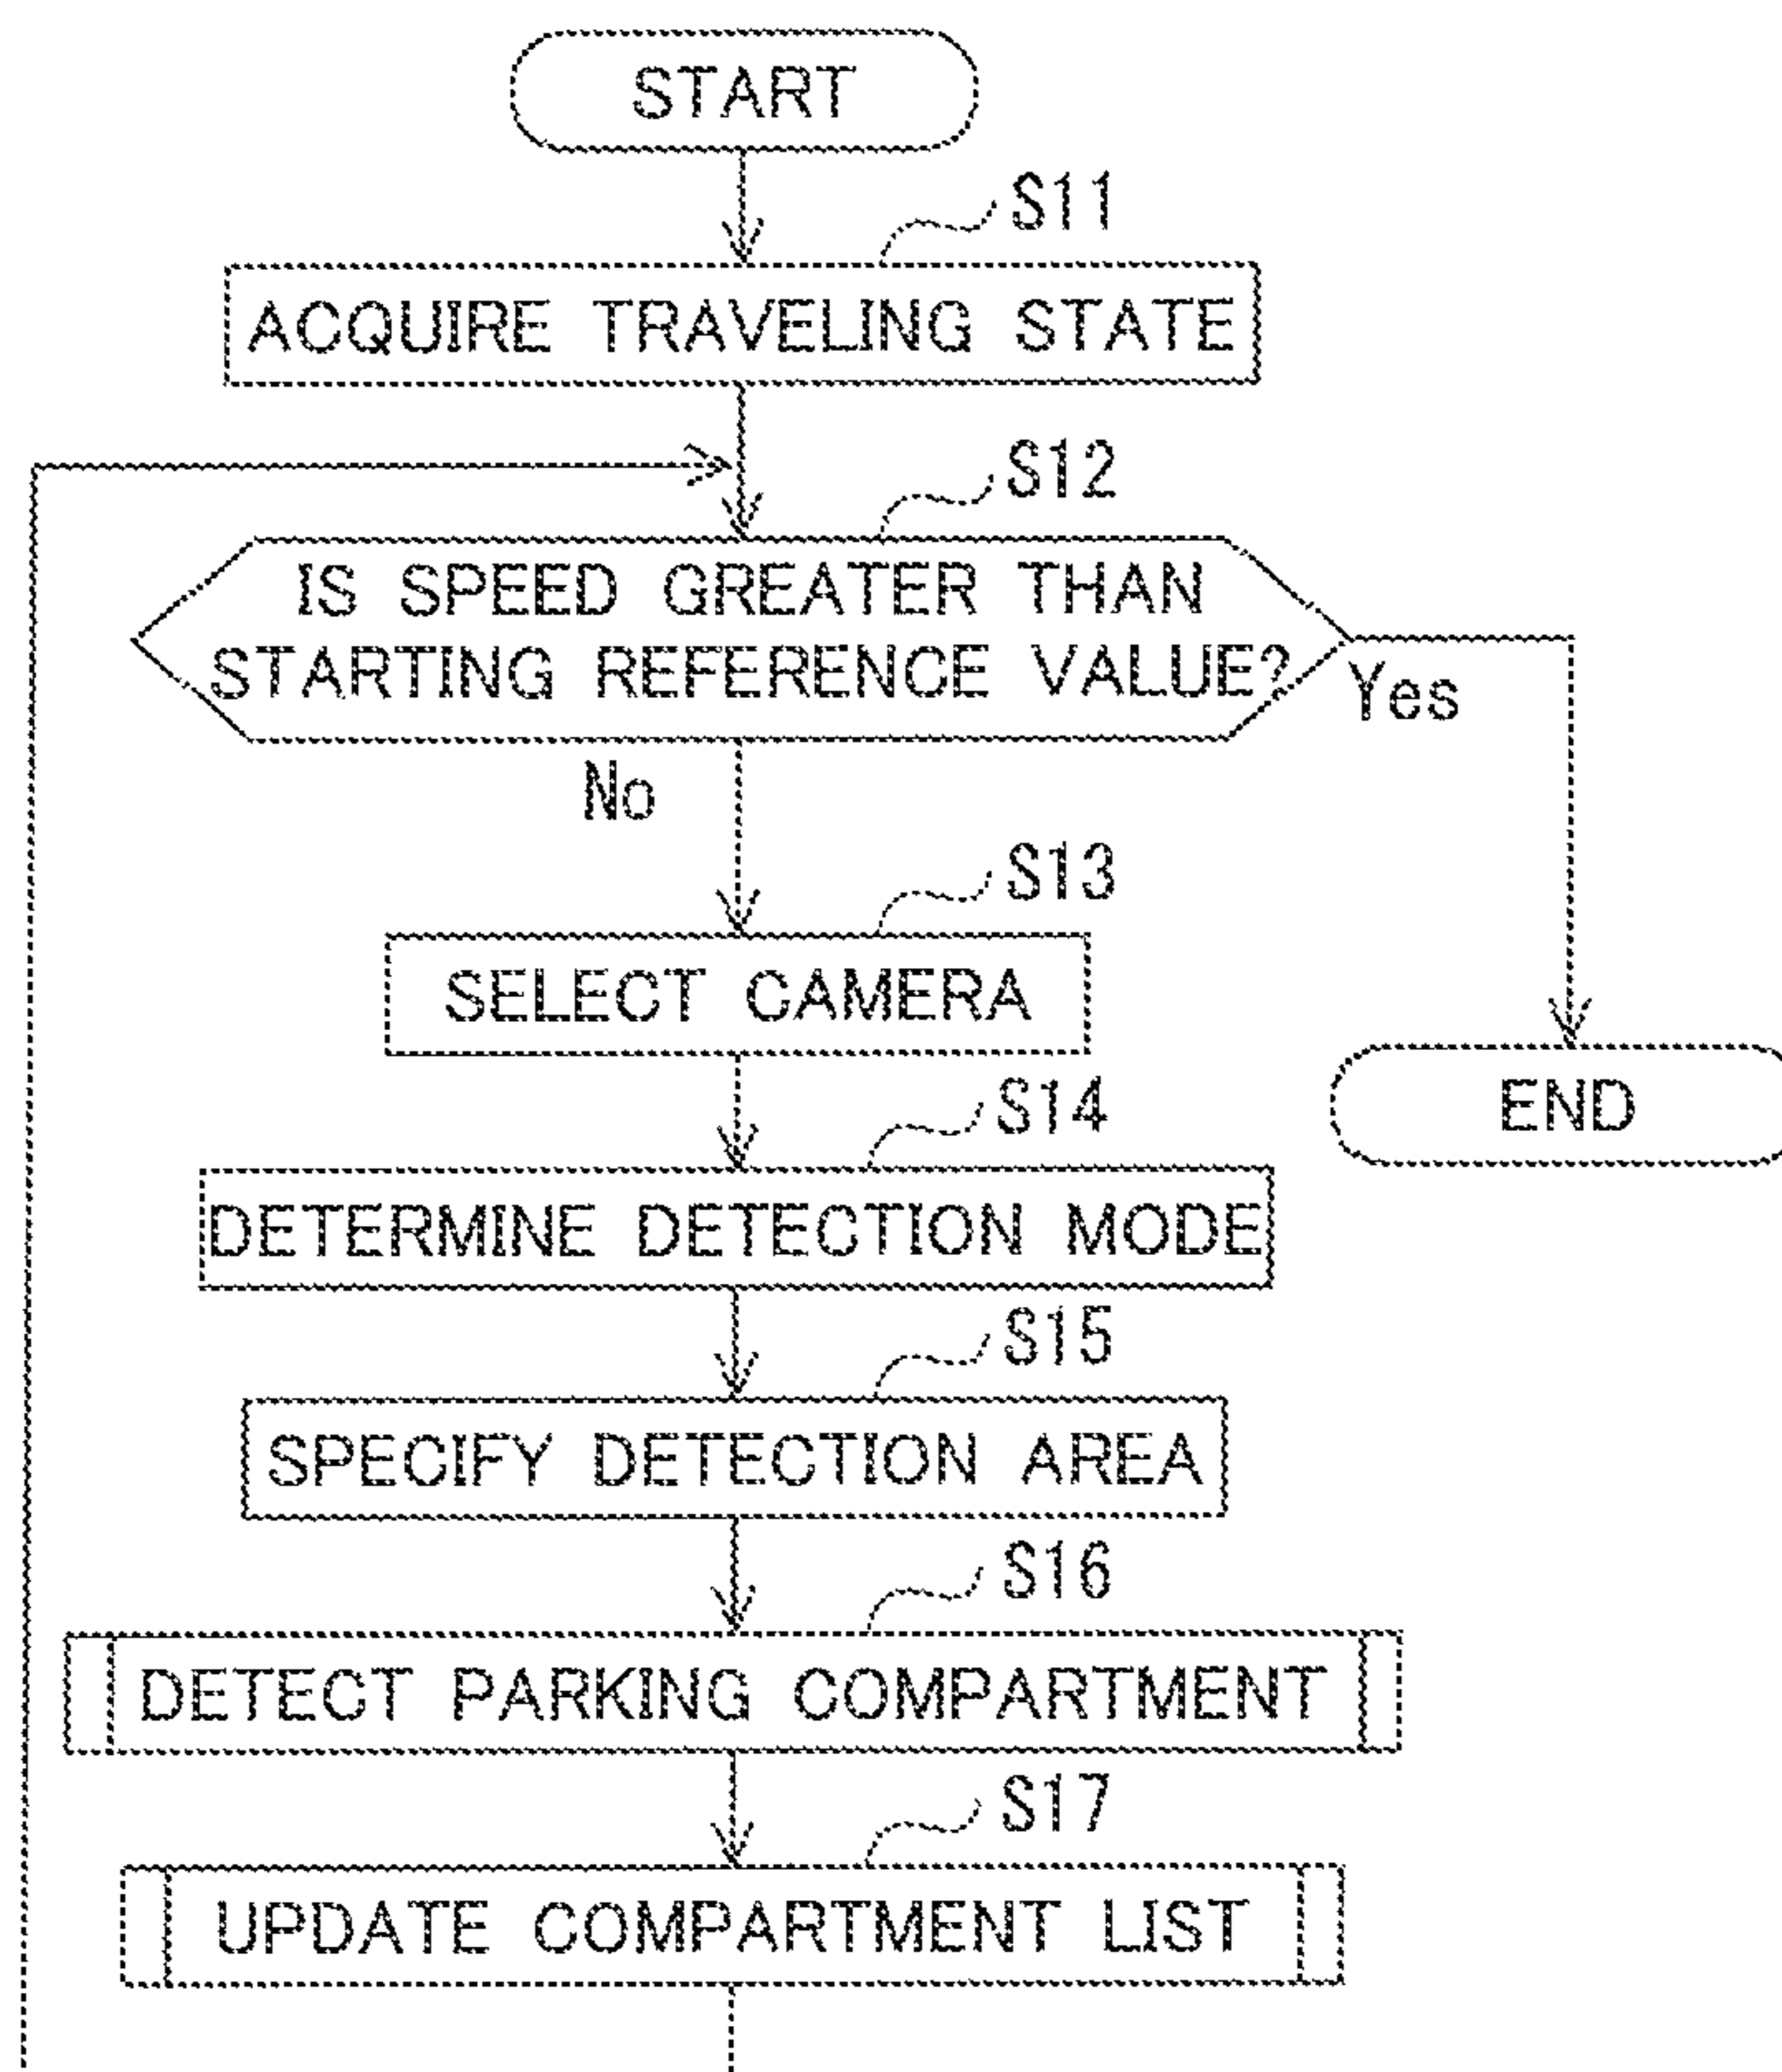 START
S11
ACQUIRE TRAVELING STATE
S12
IS SPEED GREATER THAN
STARTING REFERENCE VALUE?
Yes
No
S13
SELECT CAMERA
S14
END
DETERMINE DETECTION MODE
S15
SPECIFY DETECTION AREA
S16
DETECT PARKING COMPARTMENT
S17
UPDATE COMPARTMENT LIST